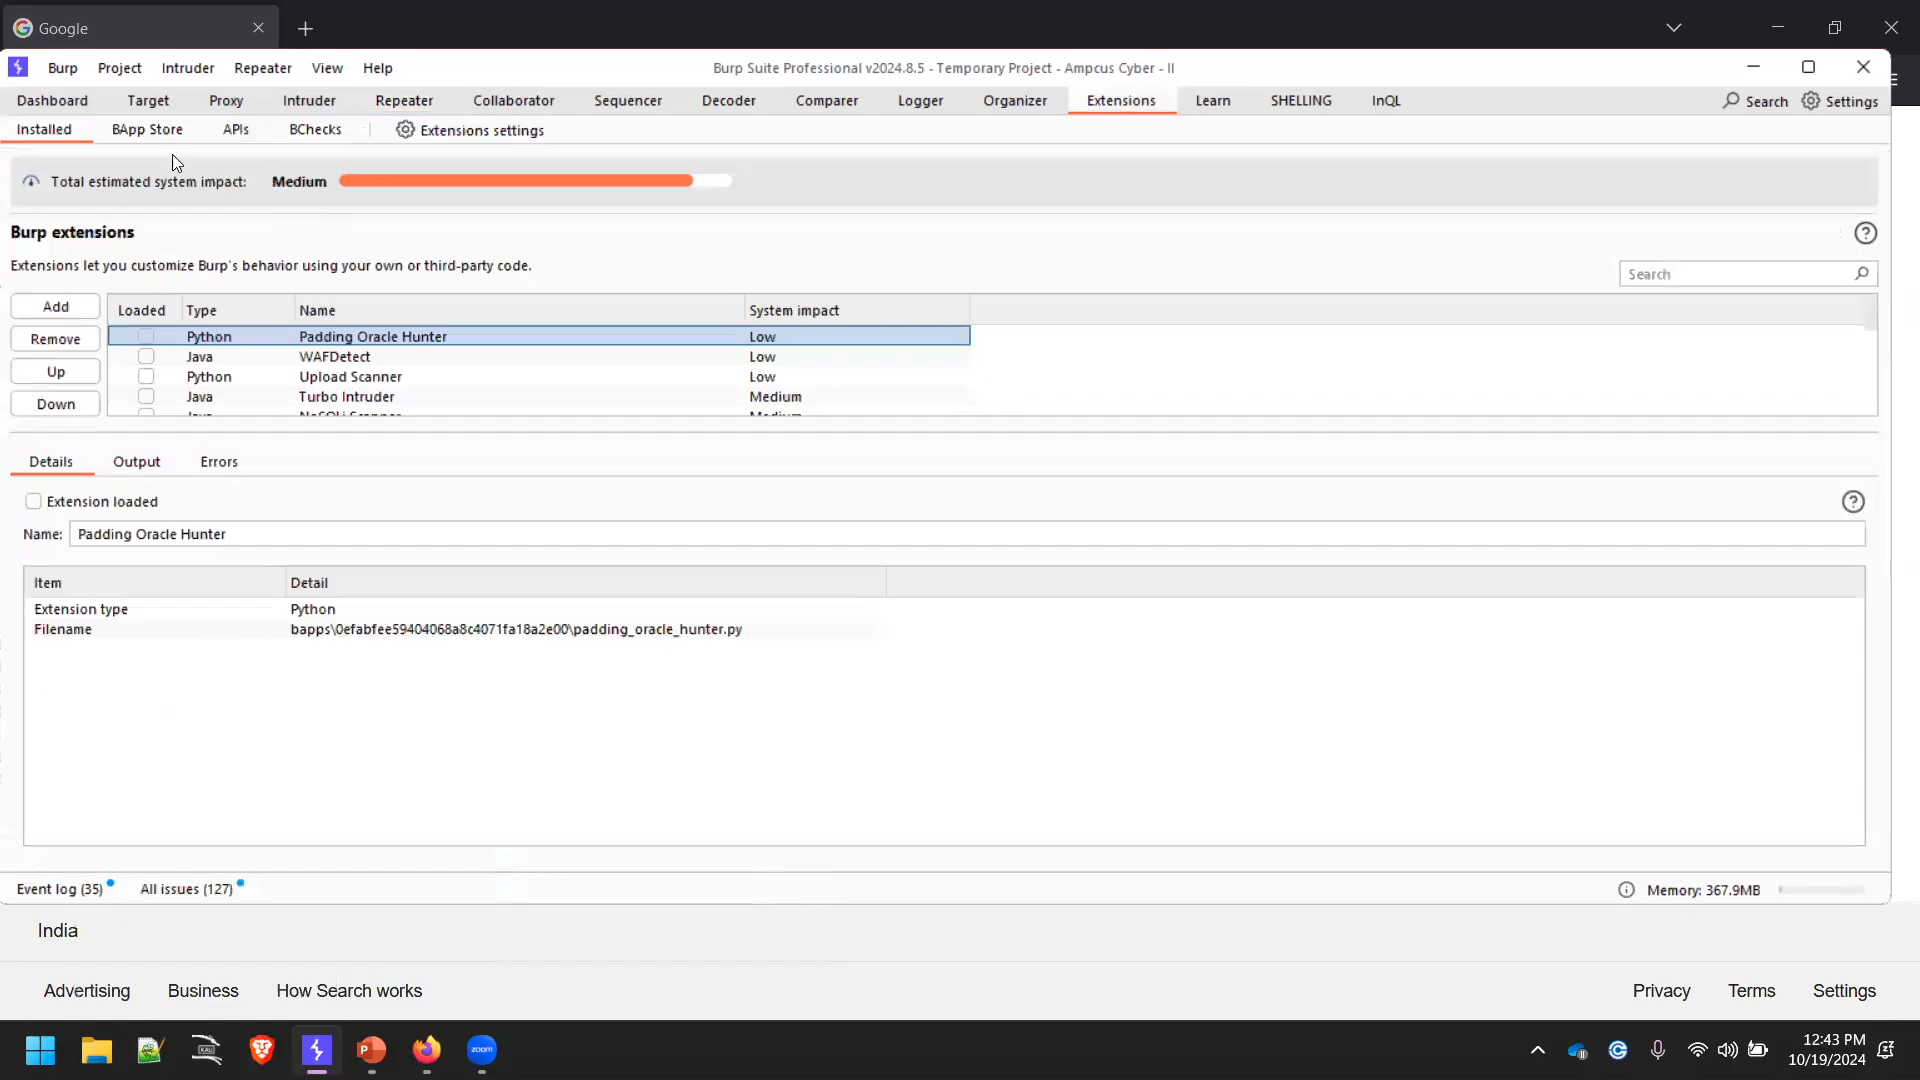 Google
Burp Project Intruder Repeater View Help
Burp Suite Professional v2024.8.5 - Temporary Project - Ampcus Cyber - II
Dashboard Target Proxy Intruder Repeater Collaborator Sequencer Decoder Comparer Logger Organizer Extensions Learn SHELLING InQL Search Settings
Installed BApp Store APIs BChecks Extensions settings
Total estimated system impact: Medium
Burp extensions
Extensions let you customize Burp's behavior using your own or third-party code.
Search
Add
Remove
Up
Down
Loaded Type Name System impact
Python Padding Oracle Hunter Low
Java WAFDetect Low
Python Upload Scanner Low
Java Turbo Intruder Medium
Details Output Errors
Extension loaded
Name: Padding Oracle Hunter
Item Detail
Extension type Python
Filename bapps\0efabfee59404068a8c4071fa18a2e00\padding_oracle_hunter.py
Event log (35) All issues (127) Memory: 367.9MB
India
Advertising Business How Search works Privacy Terms Settings
zoom
12:43 PM
10/19/2024